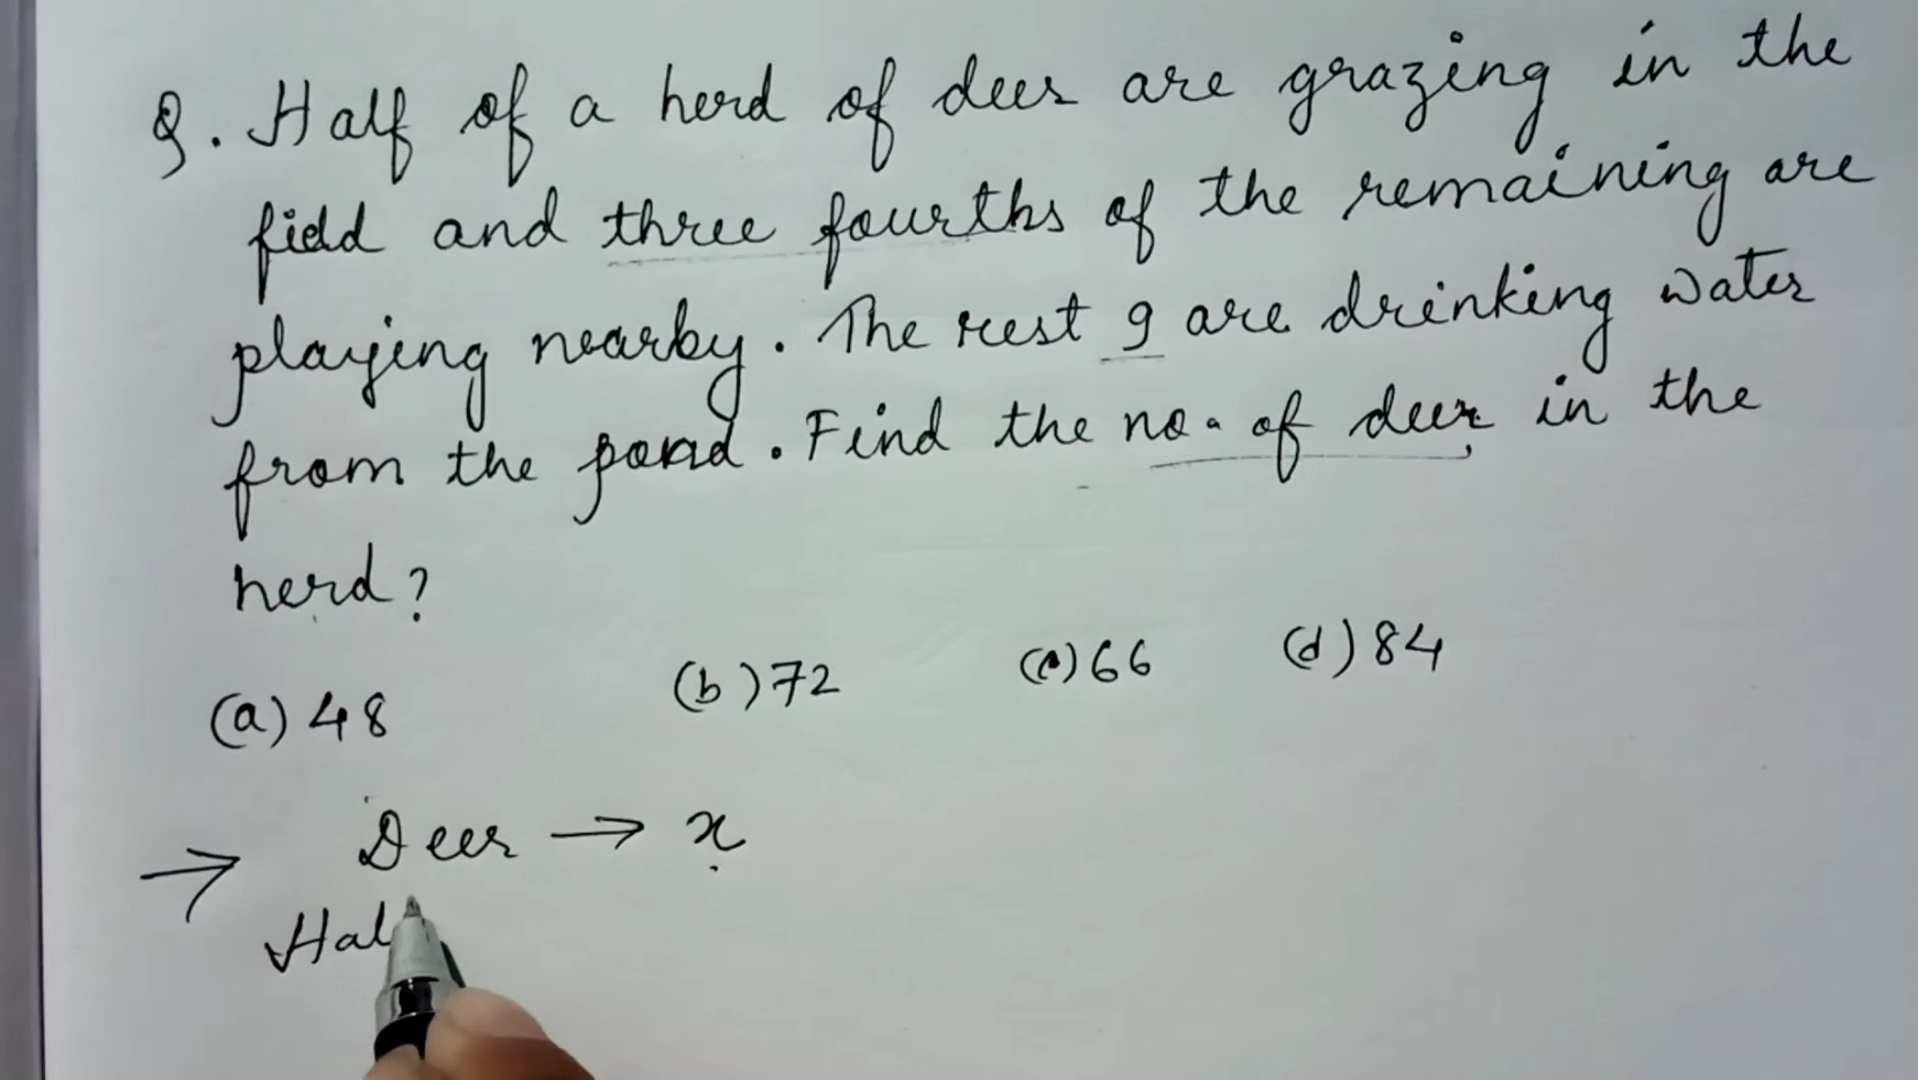 Q. Half of a herd of deer are grazing in the
field and three fourths of the remaining are
playing nearby. The rest 9 are drinking water
from the pond. Find the no. of deer in the
herd?
(a) 48 (b) 72 (c) 66 (d) 84
→ Deer → x
Hal